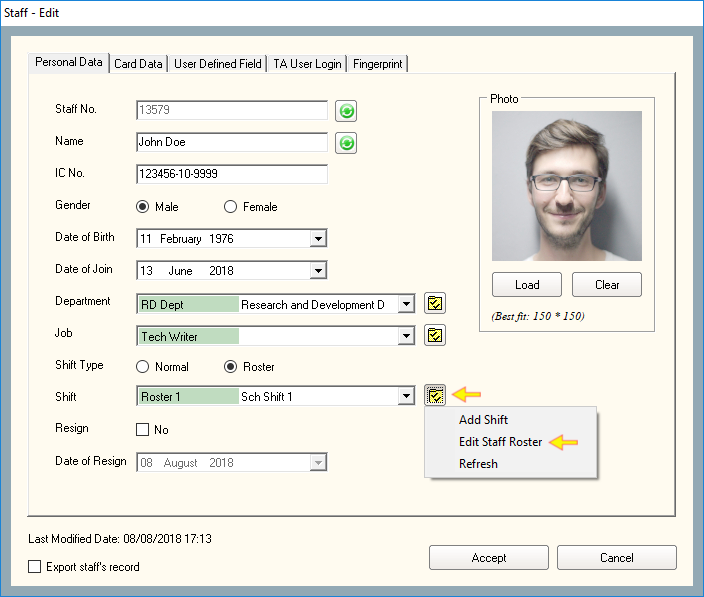 Staff - Edit
Personal Data Card Data User Defined Field TA User Login Fingerprint
Staff No. 13579
Name John Doe
IC No. 123456-10-9999
Gender Male Female
Date of Birth 11 February 1976
Date of Join 13 June 2018
Department RD Dept Research and Development D
Job Tech Writer
Shift Type Normal Roster
Shift Roster 1 Sch Shift 1
Resign No
Date of Resign 08 August 2018
Photo
Load Clear
(Best fit: 150 * 150)
Add Shift
Edit Staff Roster
Refresh
Last Modified Date: 08/08/2018 17:13
Export staff's record
Accept Cancel